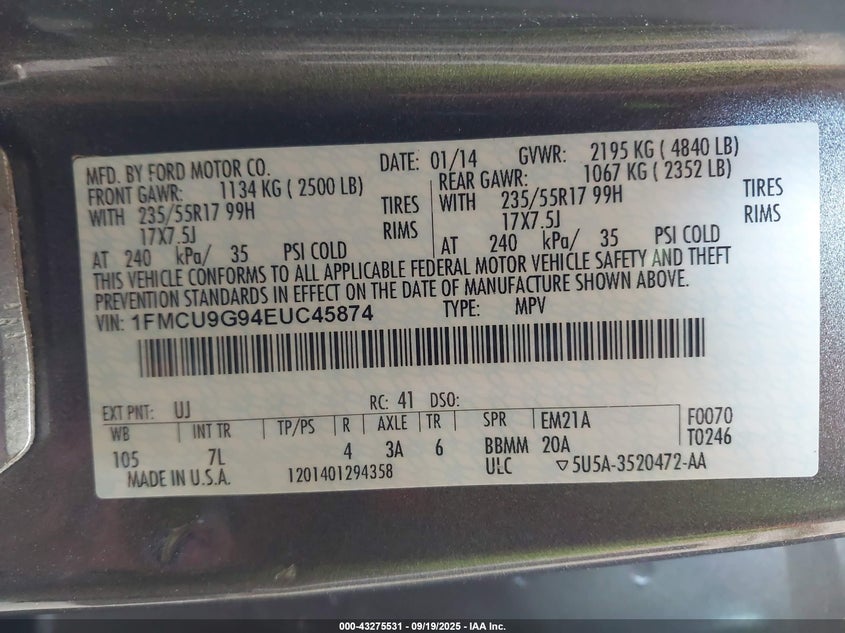 MFD. BY FORD MOTOR CO. DATE: 01/14 GVWR: 2195 KG ( 4840 LB)
FRONT GAWR: 1134 KG ( 2500 LB) REAR GAWR: 1067 KG ( 2352 LB)
WITH 235/55R17 99H TIRES WITH 235/55R17 99H TIRES
17X7.5J RIMS 17X7.5J RIMS
AT 240 kPa/ 35 PSI COLD AT 240 kPa/ 35 PSI COLD
THIS VEHICLE CONFORMS TO ALL APPLICABLE FEDERAL MOTOR VEHICLE SAFETY AND THEFT
PREVENTION STANDARDS IN EFFECT ON THE DATE OF MANUFACTURE SHOWN ABOVE.
VIN: 1FMCU9G94EUC45874 TYPE: MPV
EXT PNT: UJ RC: 41 DSO:
WB INT TR TP/PS R AXLE TR SPR EM21A F0070
105 7L 4 3A 6 BBMM 20A T0246
MADE IN U.S.A. 1201401294358 ULC ▽5U5A-3520472-AA
000-43275531 - 09/19/2025 - IAA Inc.